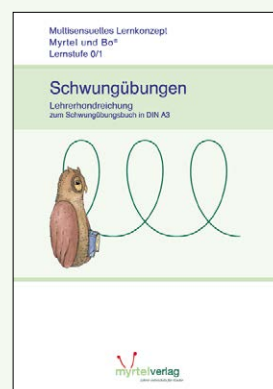 Multisensuelles Lernkonzept
Myrtel und Bo®
Lernstufe 0/1
Schwungübungen
Lehrerhandreichung
zum Schwungübungsbuch in DIN A3
myrtelverlag